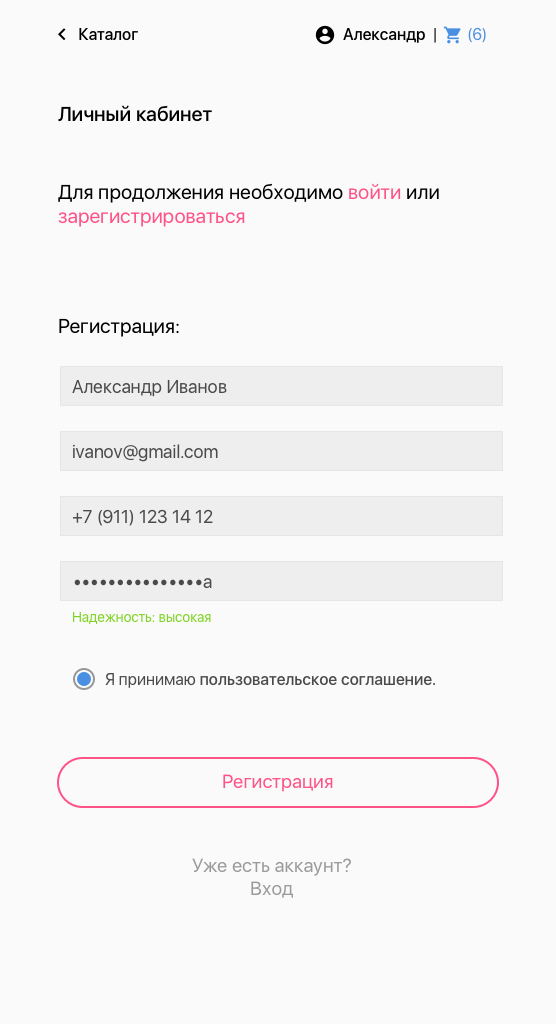 Каталог Александр | (6)
Личный кабинет
Для продолжения необходимо войти или
зарегистрироваться
Регистрация:
Александр Иванов
ivanov@gmail.com
+7 (911) 123 14 12
•••••••••••••••а
Надежность: высокая
Я принимаю пользовательское соглашение.
Регистрация
Уже есть аккаунт?
Вход